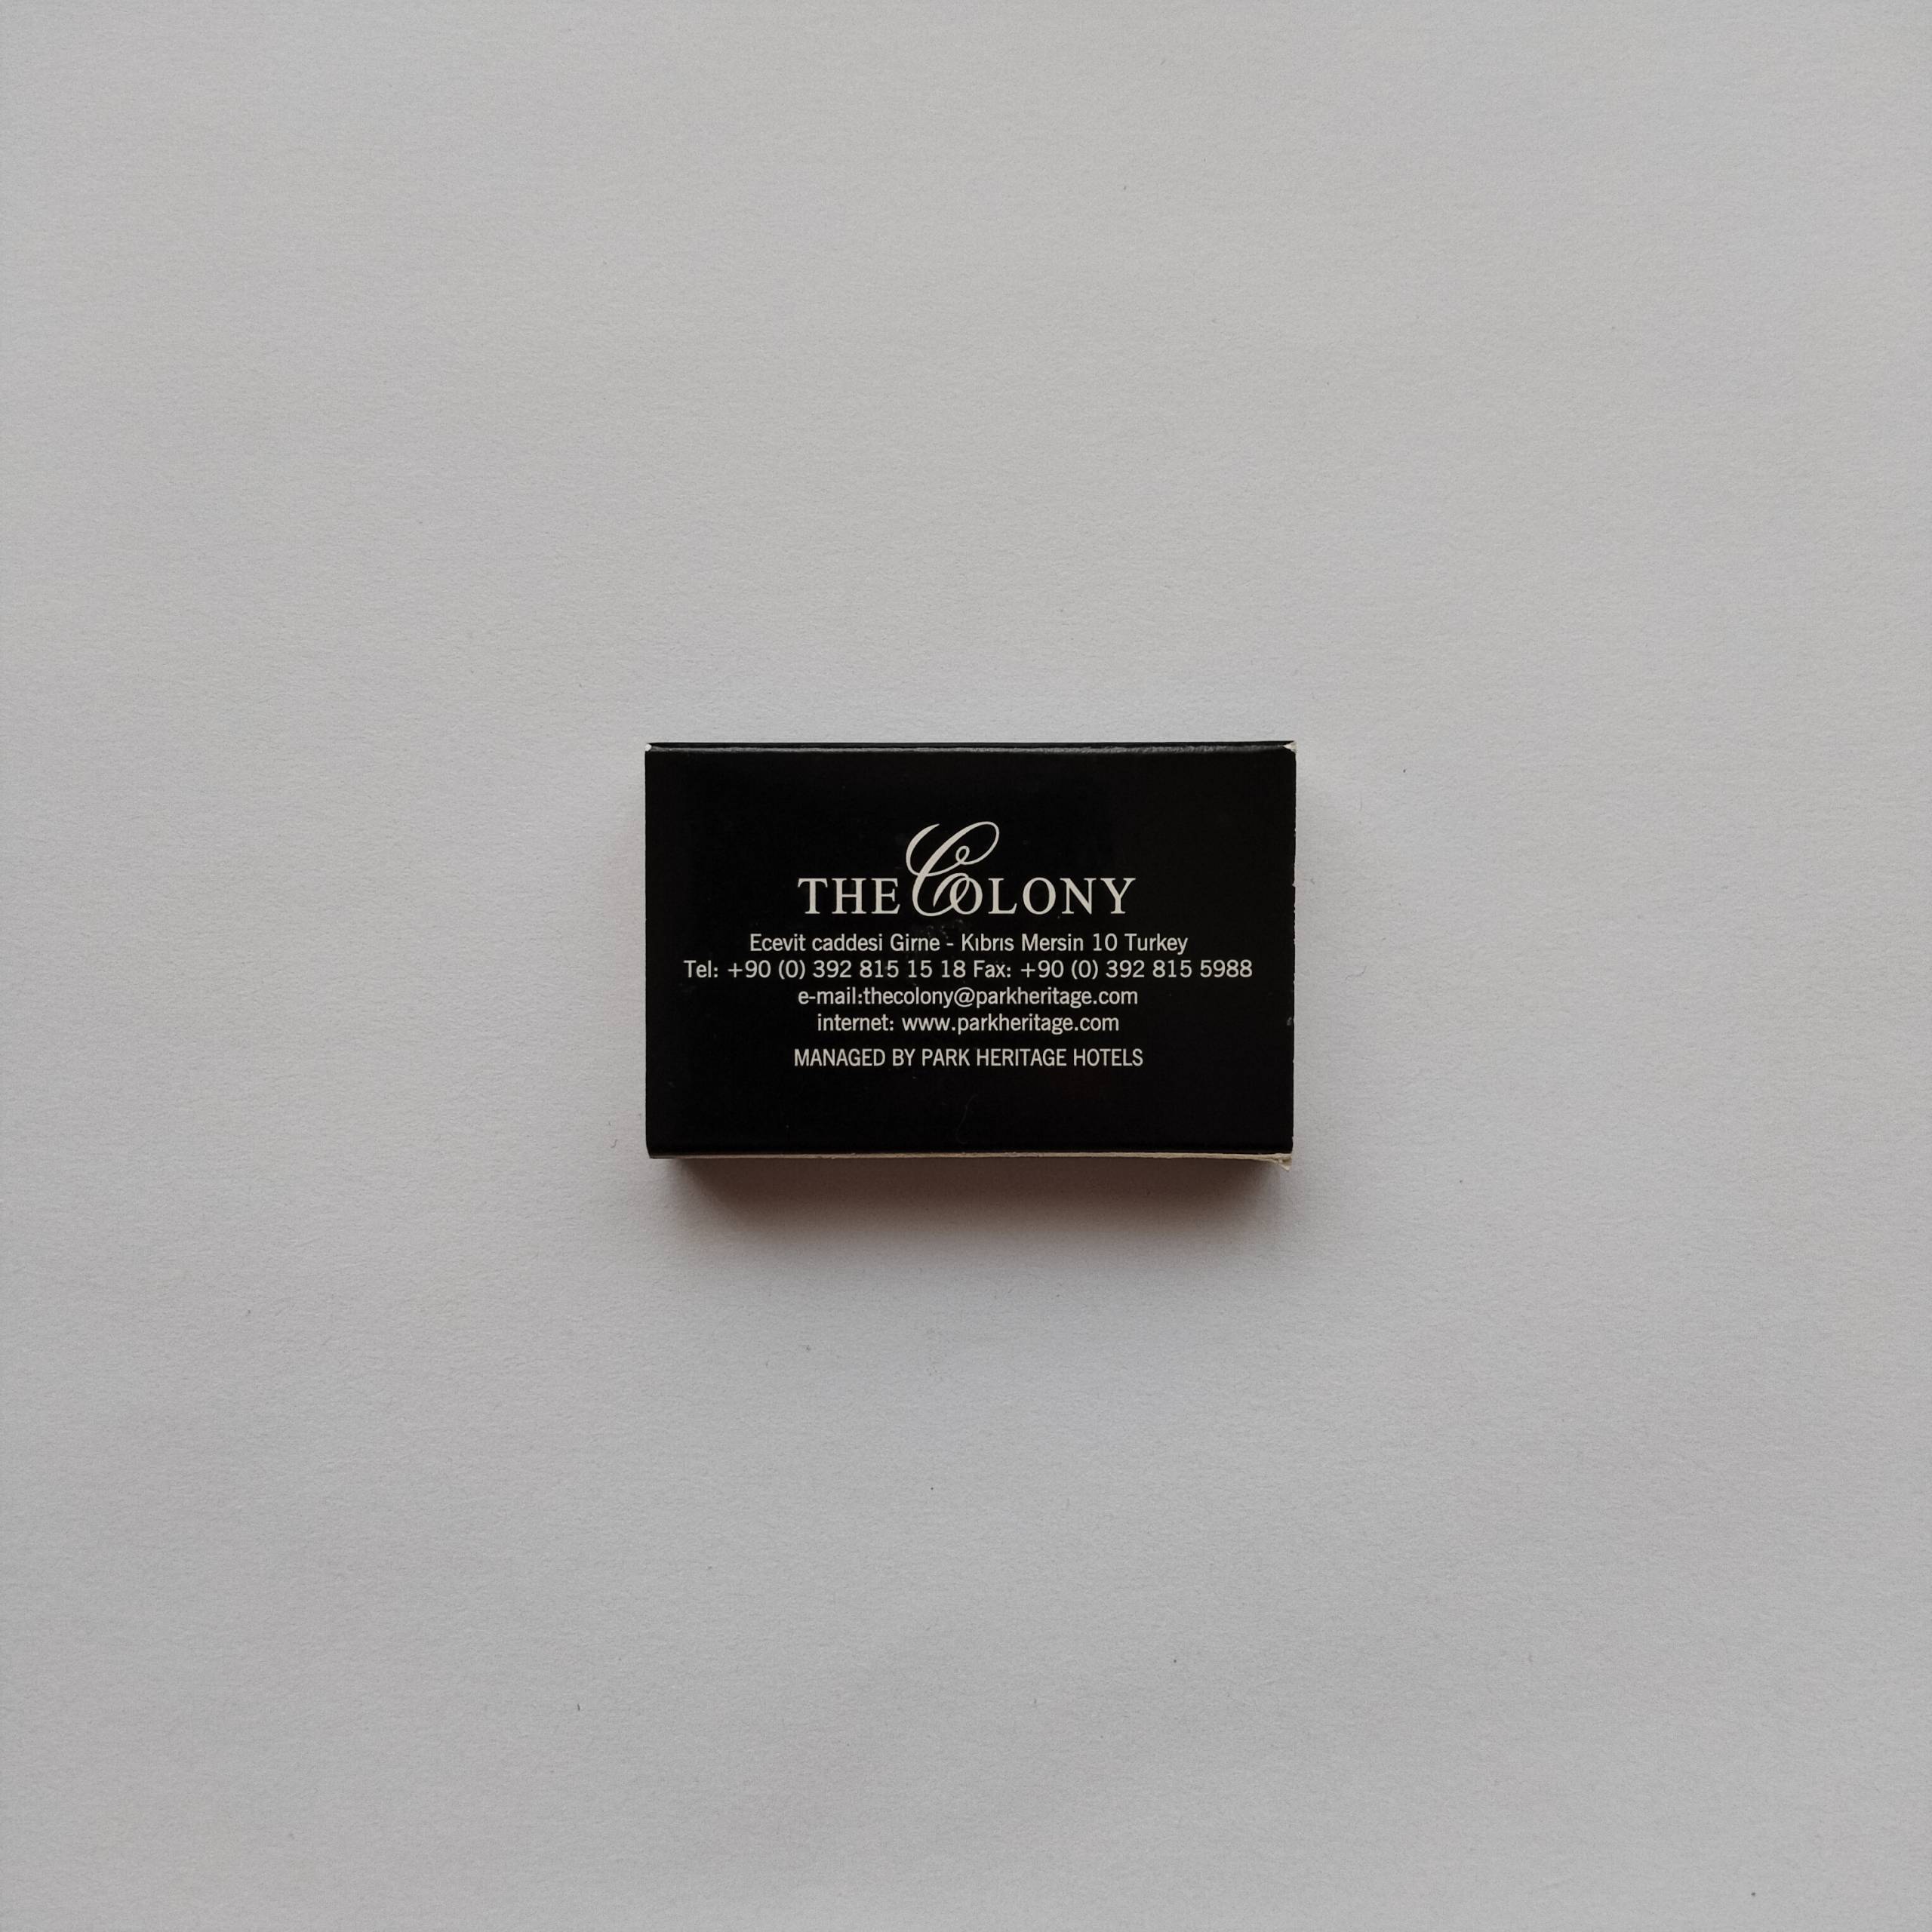 THE COLONY
Ecevit caddesi Girne - Kıbrıs Mersin 10 Turkey
Tel: +90 (0) 392 815 15 18 Fax: +90 (0) 392 815 5988
e-mail:thecolony@parkheritage.com
internet: www.parkheritage.com
MANAGED BY PARK HERITAGE HOTELS